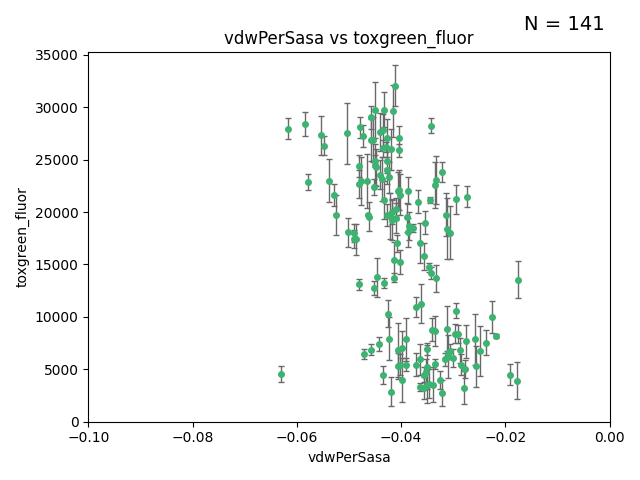 N = 141
vdwPerSasa vs toxgreen_fluor
35000
30000
25000
20000
15000
10000
5000
0
toxgreen_fluor
−0.10 −0.08 −0.06 −0.04 −0.02 0.00
vdwPerSasa